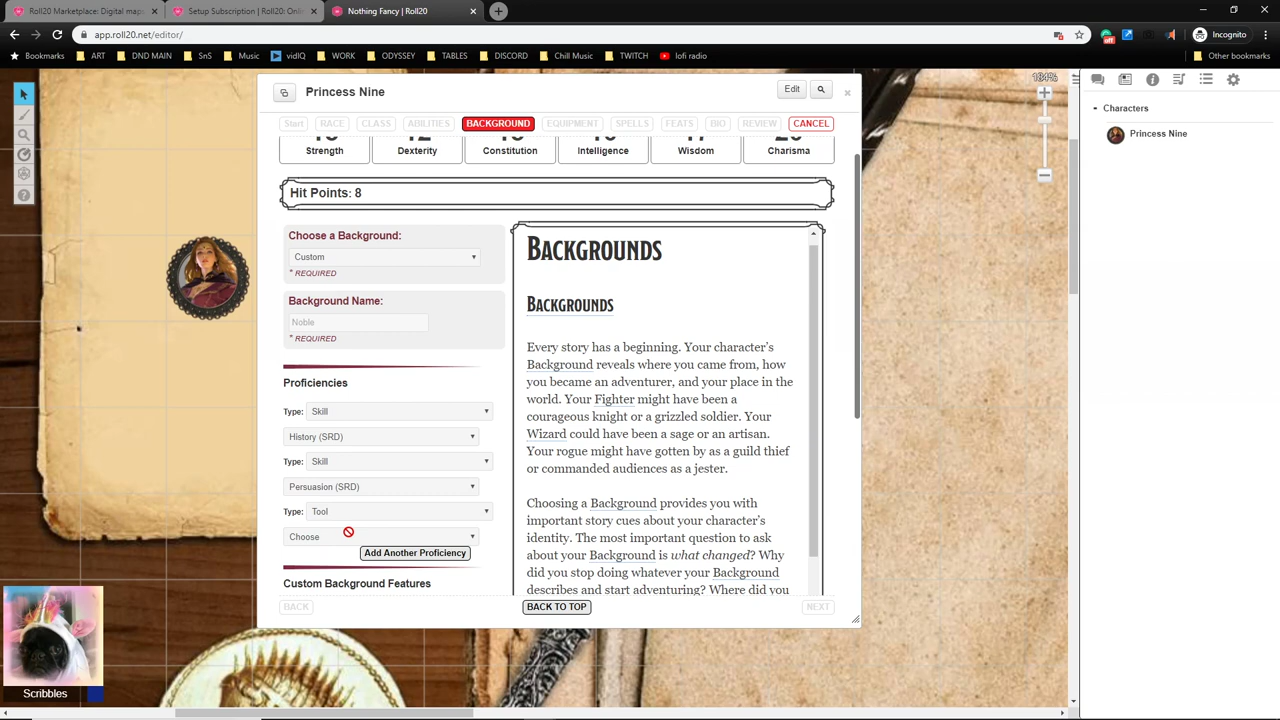 Roll20 Marketplace: Digital map
Setup Subscription | Roll20: On
Nothing Special | Roll20
app.roll20.net/editor/
Incognito
Bookmarks
ART
DND MAIN
SnS
Music
vidIQ
WORK
ODYSSEY
TABLES
DISCORD
Chill Music
TWITCH
lofi radio
Other bookmarks
Princess Nine
Edit
184%
Characters
Princess Nine
Start
RACE
CLASS
ABILITIES
BACKGROUND
EQUIPMENT
SPELLS
FEATS
BIO
REVIEW
CANCEL
Strength
Dexterity
Constitution
Intelligence
Wisdom
Charisma
Hit Points: 8
Choose a Background:
Custom
* REQUIRED
Background Name:
Noble
* REQUIRED
Proficiencies
Type: Skill
History (SRD)
Type: Skill
Persuasion (SRD)
Type: Tool
Choose
Add Another Proficiency
Custom Background Features
BACKGROUNDS
BACKGROUNDS
Every story has a beginning. Your character's
Background reveals where you came from, how
you became an adventurer, and your place in the
world. Your Fighter might have been a
courageous knight or a grizzled soldier. Your
Wizard could have been a sage or an artisan.
Your rogue might have gotten by as a guild thief
or commanded audiences as a jester.
Choosing a Background provides you with
important story cues about your character's
identity. The most important question to ask
about your Background is what changed? Why
did you stop doing whatever your Background
describes and start adventuring? Where did you
BACK
BACK TO TOP
NEXT
Scribbles